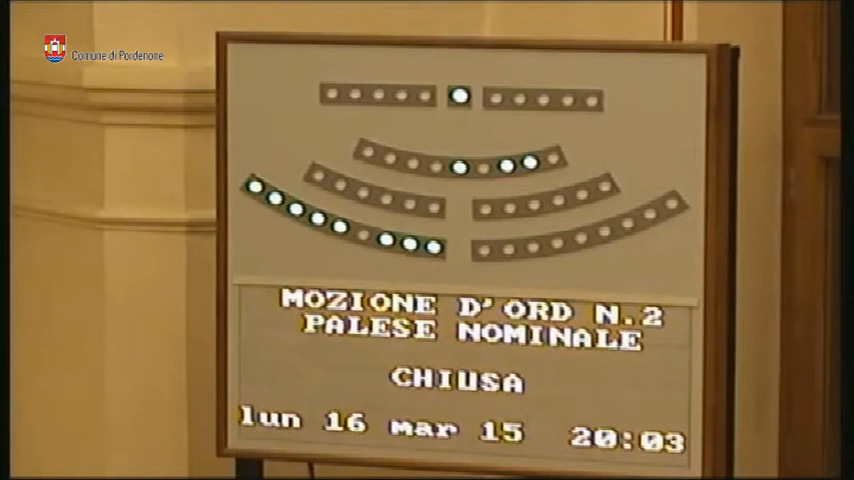 Comune di Pordenone
MOZIONE D'ORD N.2
PALESE NOMINALE
CHIUSA
lun 16 mar 15 20:03